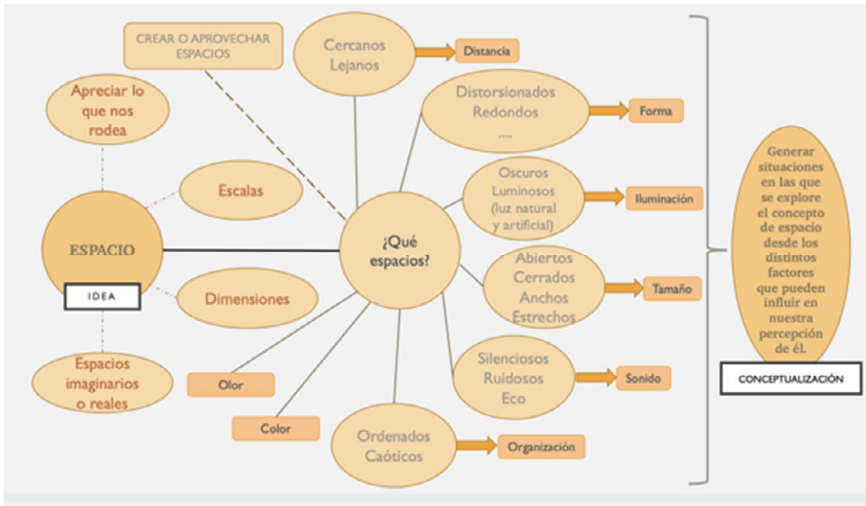 CREAR O APROVECHAR
ESPACIOS
Apreciar lo
que nos
rodea
Escalas
ESPACIO
IDEA
Dimensiones
Espacios
imaginarios
o reales
¿Qué
espacios?
Cercanos
Lejanos
Distancia
Distorsionados
Redondos
....
Forma
Oscuros
Luminosos
(luz natural
y artificial)
Iluminación
Abiertos
Cerrados
Anchos
Estrechos
Tamaño
Silenciosos
Ruidosos
Eco
Sonido
Ordenados
Caóticos
Organización
Olor
Color
Generar
situaciones
en las que
se explore
el concepto
de espacio
desde los
distintos
factores
que pueden
influir en
nuestra
percepción
de él.
CONCEPTUALIZACIÓN